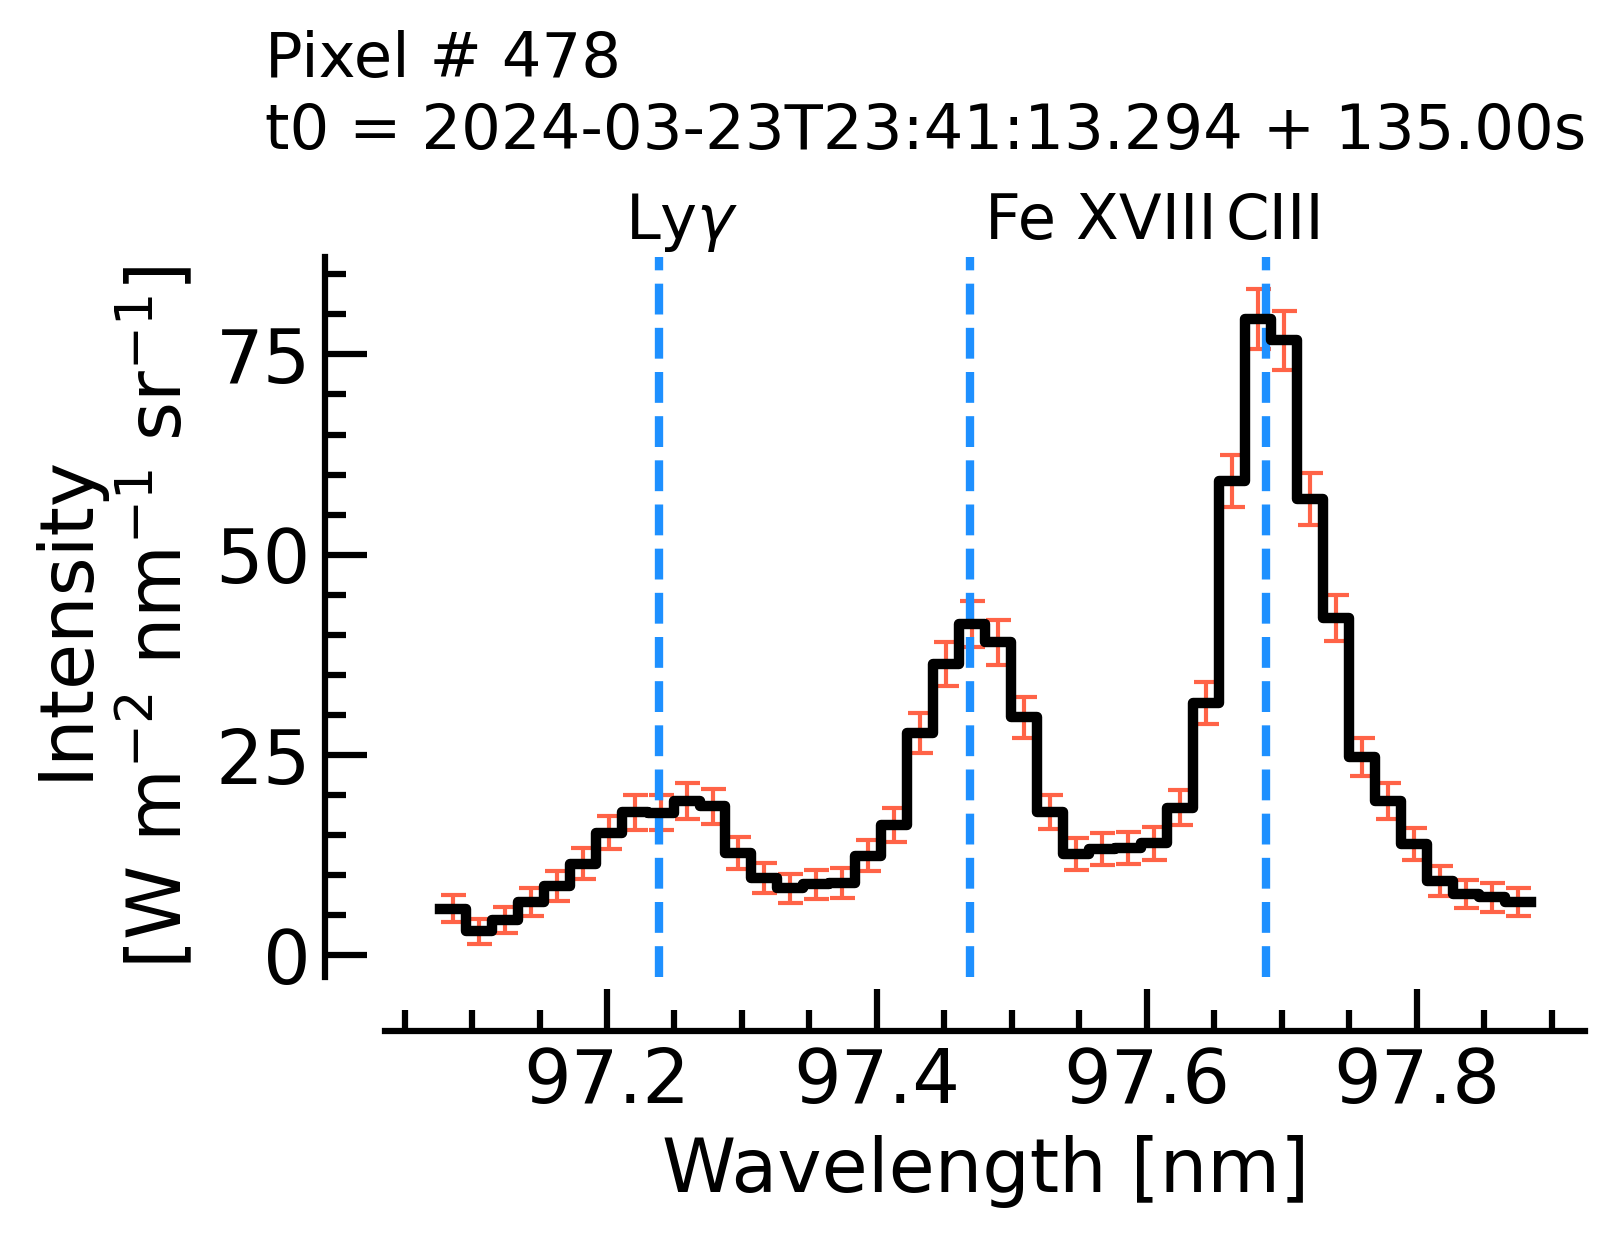 Pixel # 478
t0 = 2024-03-23T23:41:13.294 + 135.00s
Lyγ Fe XVIII CIII
Intensity
[W m⁻² nm⁻¹ sr⁻¹]
75
50
25
0
97.2 97.4 97.6 97.8
Wavelength [nm]